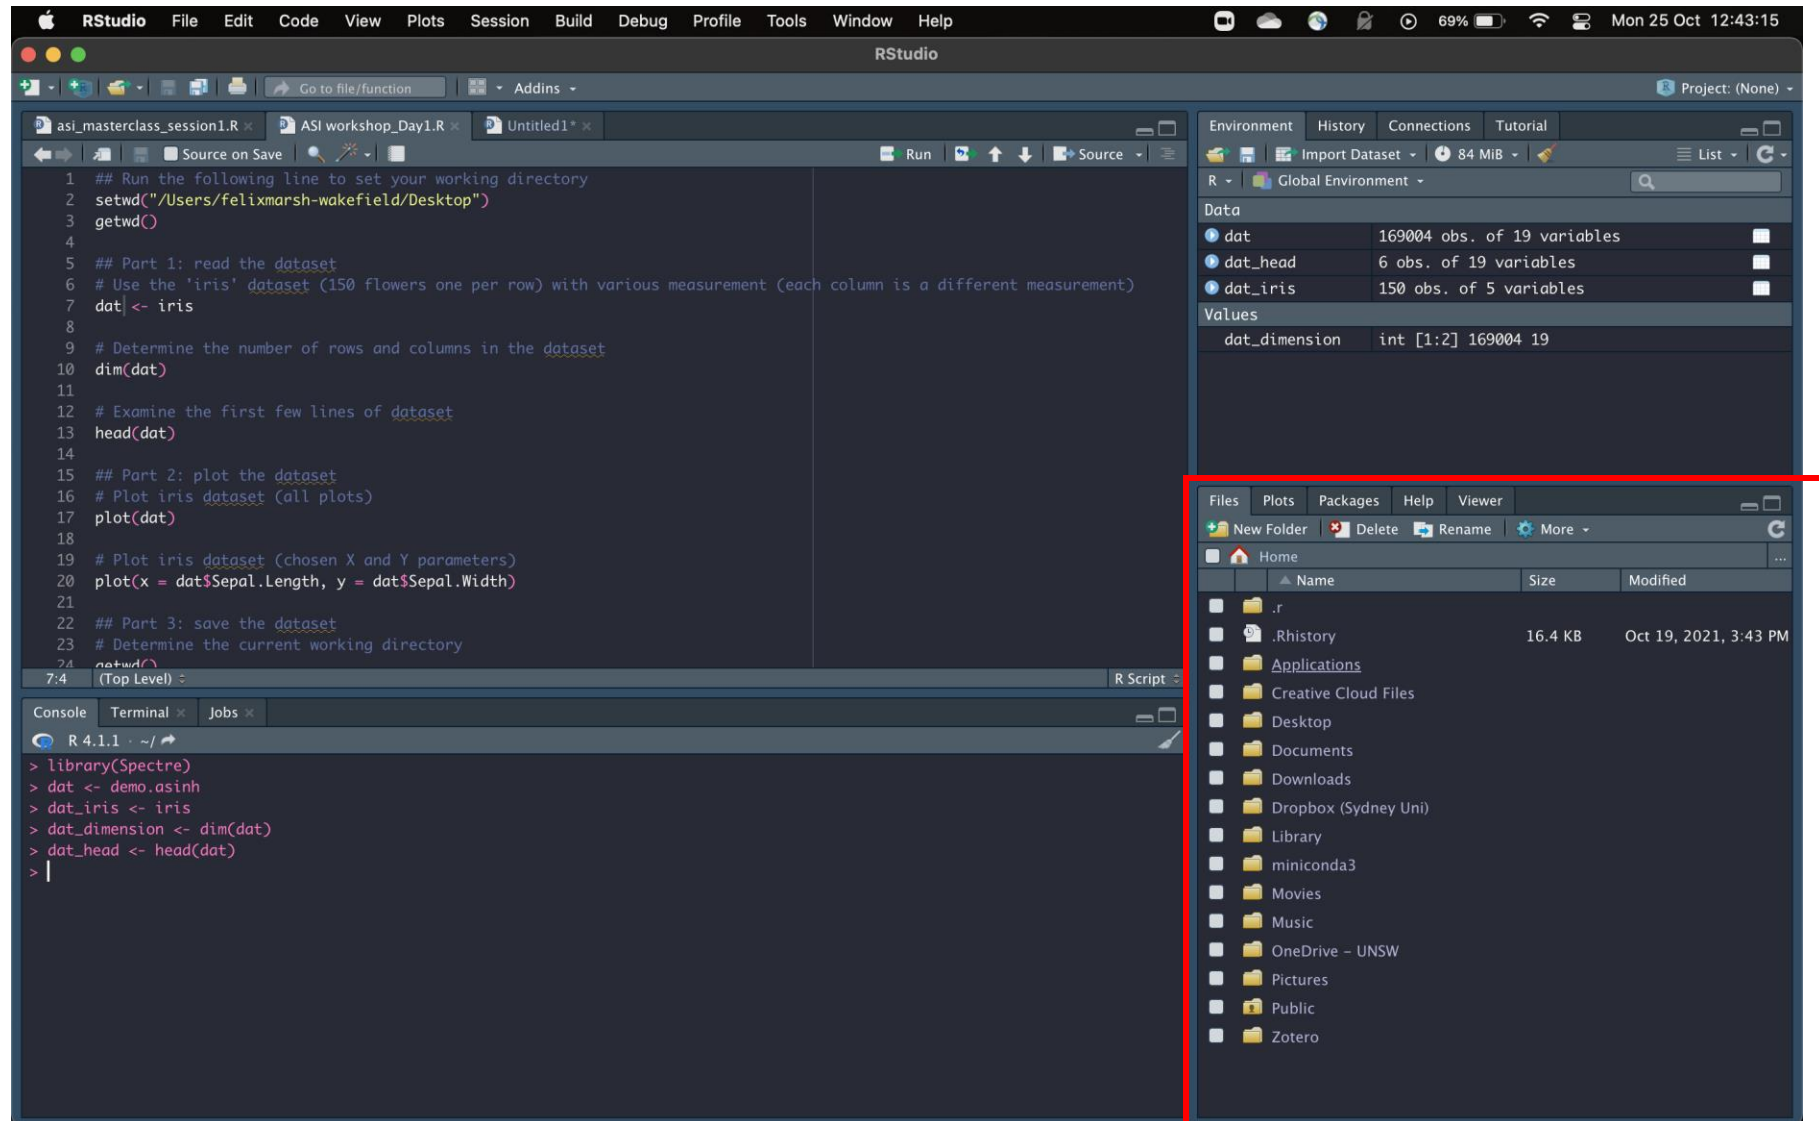 RStudio File Edit Code View Plots Session Build Debug Profile Tools Window Help 69% Mon 25 Oct 12:43:15
RStudio
Go to file/function Addins Project: (None)
asi_masterclass_session1.R ASI workshop_Day1.R Untitled1*
Source on Save Run Source
1 ## Run the following line to set your working directory
2 setwd("/Users/felixmarsh-wakefield/Desktop")
3 getwd()
4
5 ## Part 1: read the dataset
6 # Use the 'iris' dataset (150 flowers one per row) with various measurement (each column is a different measurement)
7 dat <- iris
8
9 # Determine the number of rows and columns in the dataset
10 dim(dat)
11
12 # Examine the first few lines of dataset
13 head(dat)
14
15 ## Part 2: plot the dataset
16 # Plot iris dataset (all plots)
17 plot(dat)
18
19 # Plot iris dataset (chosen X and Y parameters)
20 plot(x = dat$Sepal.Length, y = dat$Sepal.Width)
21
22 ## Part 3: save the dataset
23 # Determine the current working directory
24 getwd()
7:4 (Top Level) R Script
Console Terminal Jobs
R 4.1.1 · ~/
> library(Spectre)
> dat <- demo.asinh
> dat_iris <- iris
> dat_dimension <- dim(dat)
> dat_head <- head(dat)
>
Environment History Connections Tutorial
Import Dataset 84 MiB List
R Global Environment
Data
dat 169004 obs. of 19 variables
dat_head 6 obs. of 19 variables
dat_iris 150 obs. of 5 variables
Values
dat_dimension int [1:2] 169004 19
Files Plots Packages Help Viewer
New Folder Delete Rename More
Home ...
Name Size Modified
.r
.Rhistory 16.4 KB Oct 19, 2021, 3:43 PM
Applications
Creative Cloud Files
Desktop
Documents
Downloads
Dropbox (Sydney Uni)
Library
miniconda3
Movies
Music
OneDrive – UNSW
Pictures
Public
Zotero